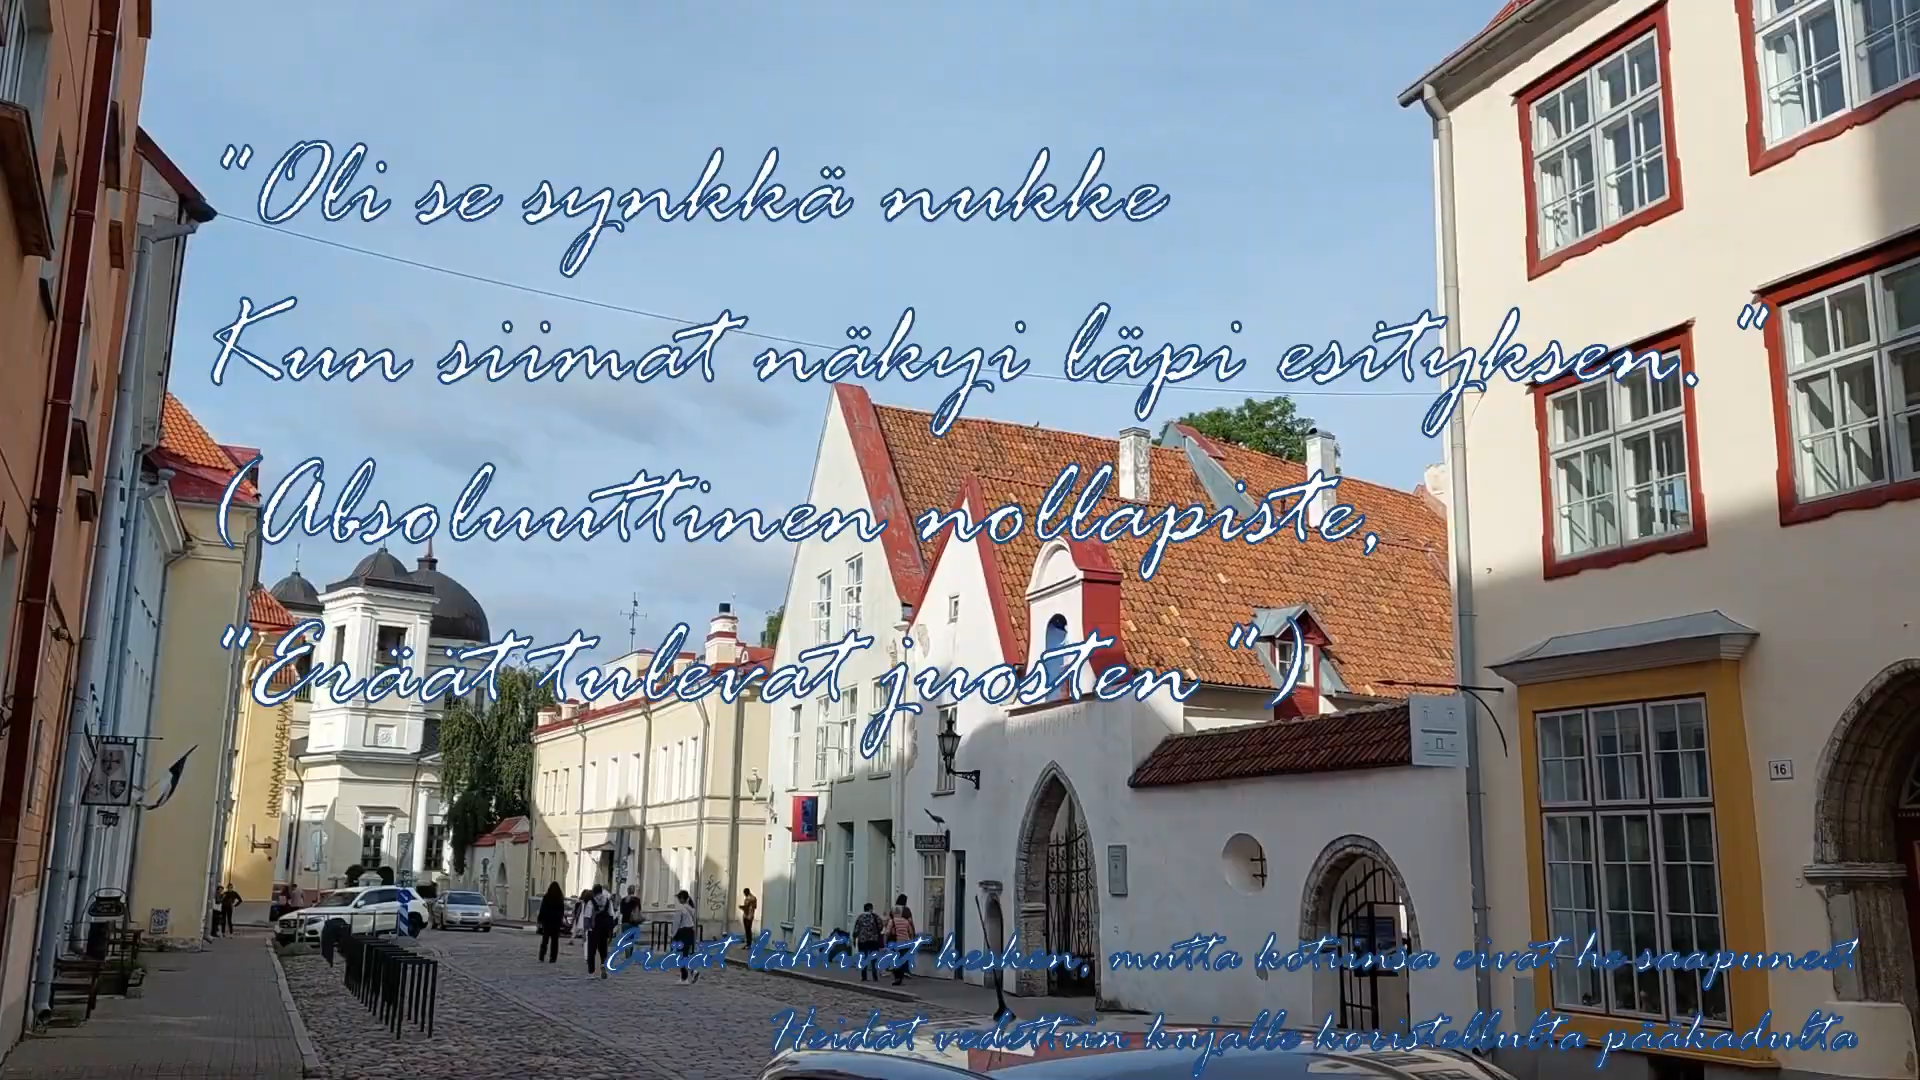 "Oli se synkkä nukke
Kun siimat näkyi läpi esityksen."
(Absoluuttinen nollapiste,
"Eräät tulevat juosten")
Eräät lähtivät kesken, mutta kotiinsa eivät he saapuneet
Heidät vedettiin kujalle koristellulta pääkadulta
16